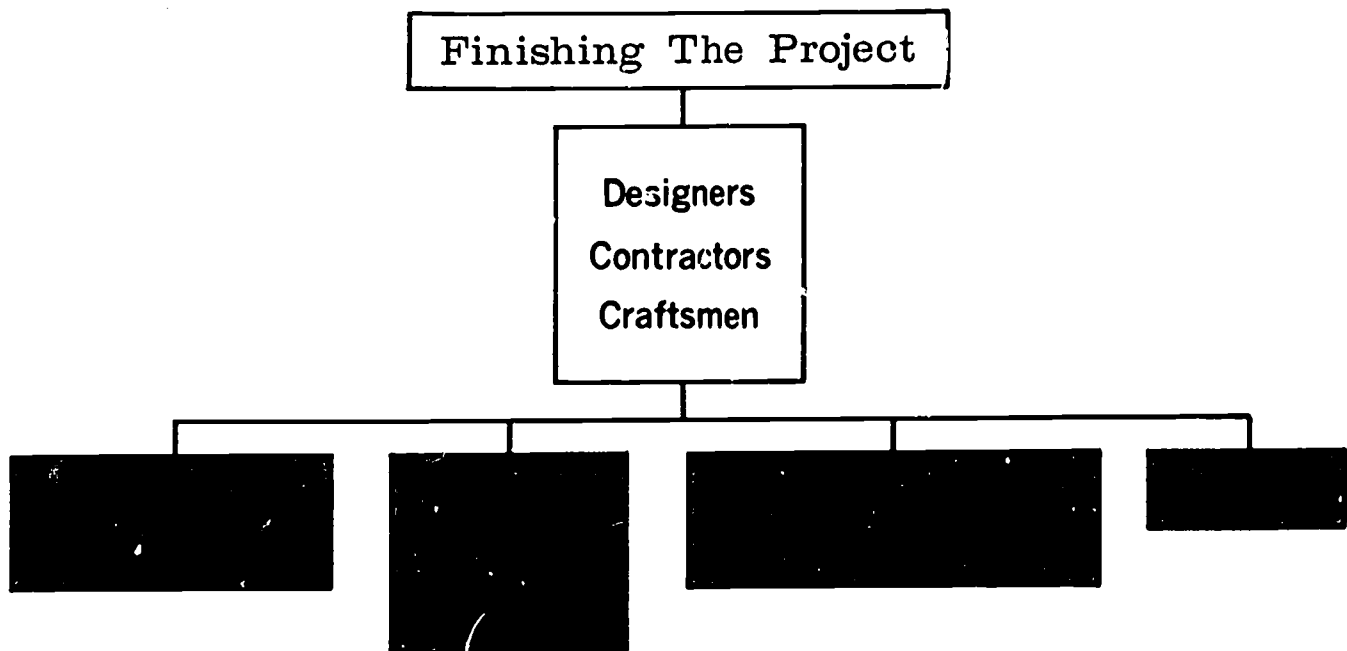 Finishing The Project
Designers
Contractors
Craftsmen